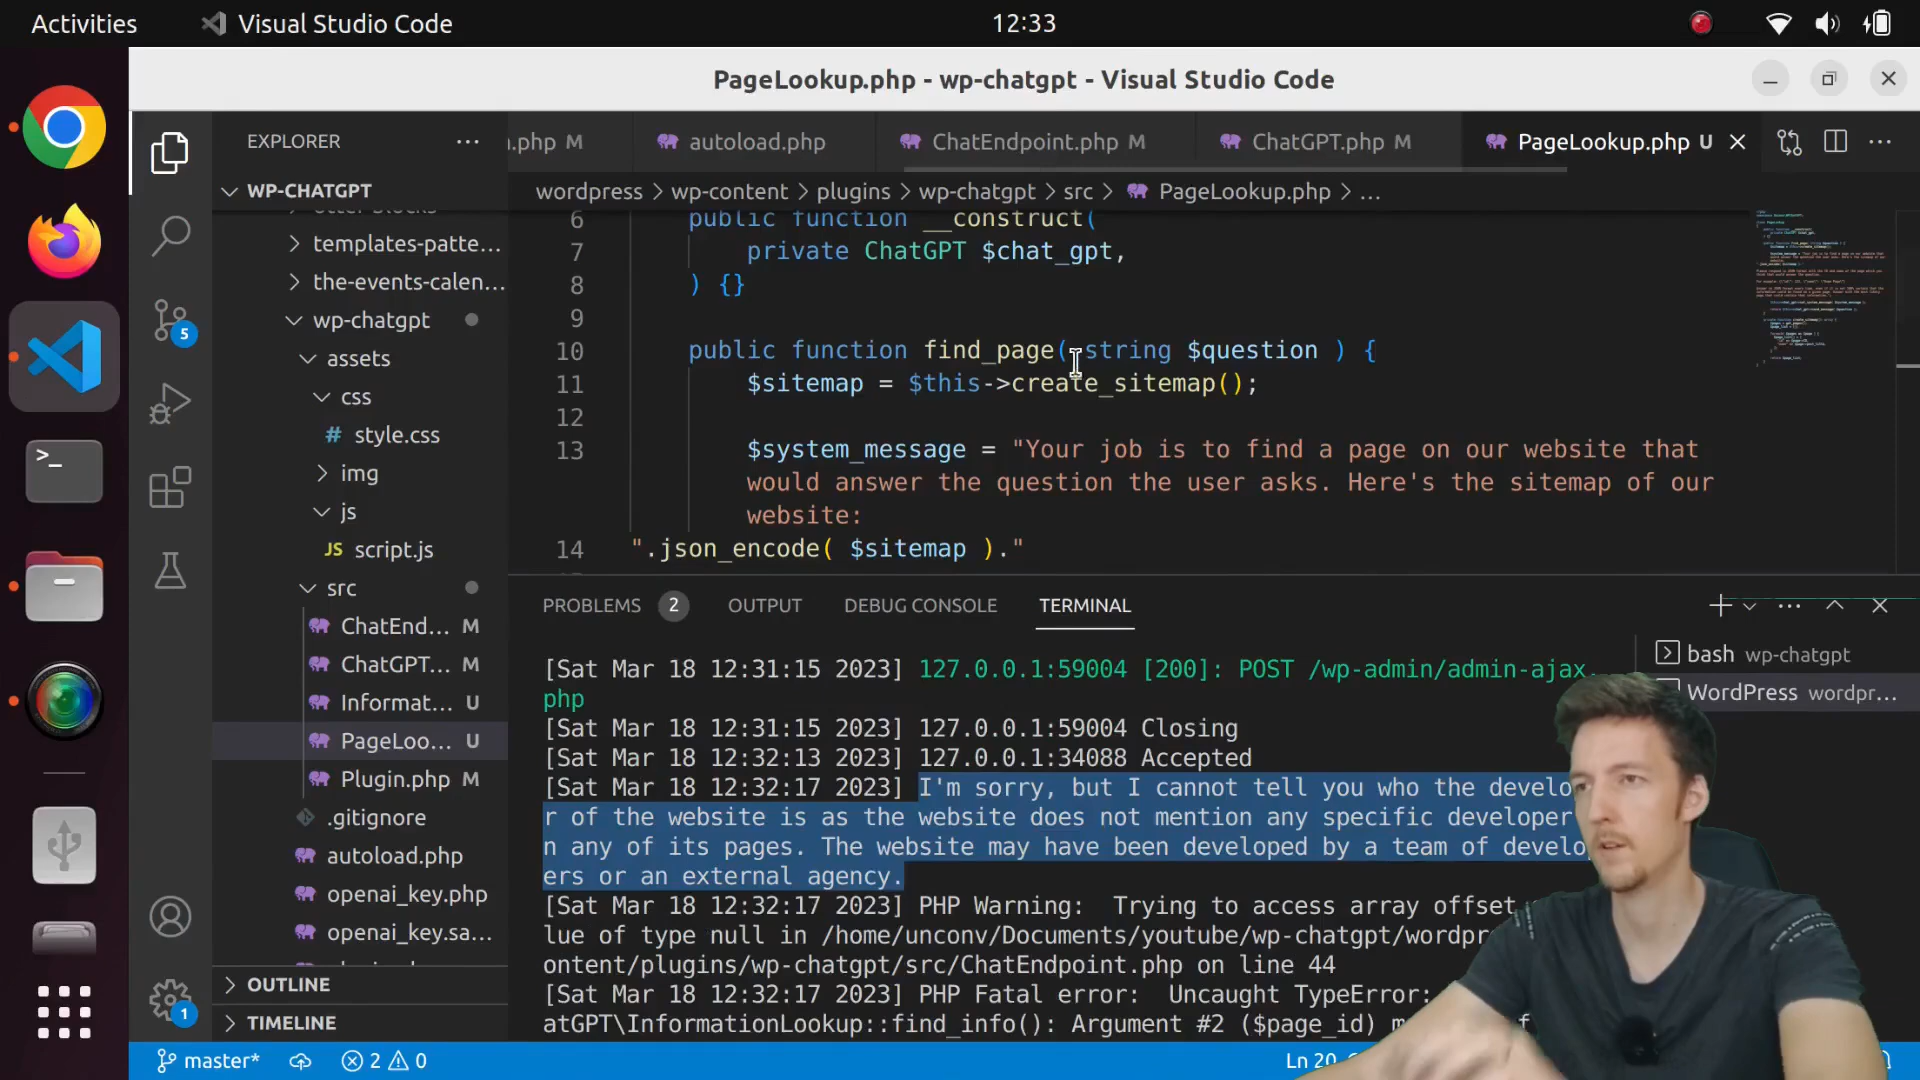 Activities
Visual Studio Code
12:33
PageLookup.php - wp-chatgpt - Visual Studio Code
EXPLORER
.php M
autoload.php
ChatEndpoint.php M
ChatGPT.php M
PageLookup.php U
WP-CHATGPT
wordpress > wp-content > plugins > wp-chatgpt > src > PageLookup.php > ...
templates-patte...
the-events-calen...
wp-chatgpt
assets
css
# style.css
img
js
JS script.js
src
ChatEnd... M
ChatGPT... M
Informat... U
PageLoo... U
Plugin.php M
.gitignore
autoload.php
openai_key.php
openai_key.sa...
OUTLINE
TIMELINE
5
1
6 public function __construct(
7 private ChatGPT $chat_gpt,
8 ) {}
9
10 public function find_page( string $question ) {
11 $sitemap = $this->create_sitemap();
12
13 $system_message = "Your job is to find a page on our website that
would answer the question the user asks. Here's the sitemap of our
website:
14 ".json_encode( $sitemap )."
PROBLEMS 2 OUTPUT DEBUG CONSOLE TERMINAL
bash wp-chatgpt
WordPress wordpr...
[Sat Mar 18 12:31:15 2023] 127.0.0.1:59004 [200]: POST /wp-admin/admin-ajax.
php
[Sat Mar 18 12:31:15 2023] 127.0.0.1:59004 Closing
[Sat Mar 18 12:32:13 2023] 127.0.0.1:34088 Accepted
[Sat Mar 18 12:32:17 2023] I'm sorry, but I cannot tell you who the develo
r of the website is as the website does not mention any specific developer
n any of its pages. The website may have been developed by a team of develop
ers or an external agency.
[Sat Mar 18 12:32:17 2023] PHP Warning: Trying to access array offset
lue of type null in /home/unconv/Documents/youtube/wp-chatgpt/wordpr
ontent/plugins/wp-chatgpt/src/ChatEndpoint.php on line 44
[Sat Mar 18 12:32:17 2023] PHP Fatal error: Uncaught TypeError:
atGPT\InformationLookup::find_info(): Argument #2 ($page_id)
master* 2 0
Ln 20